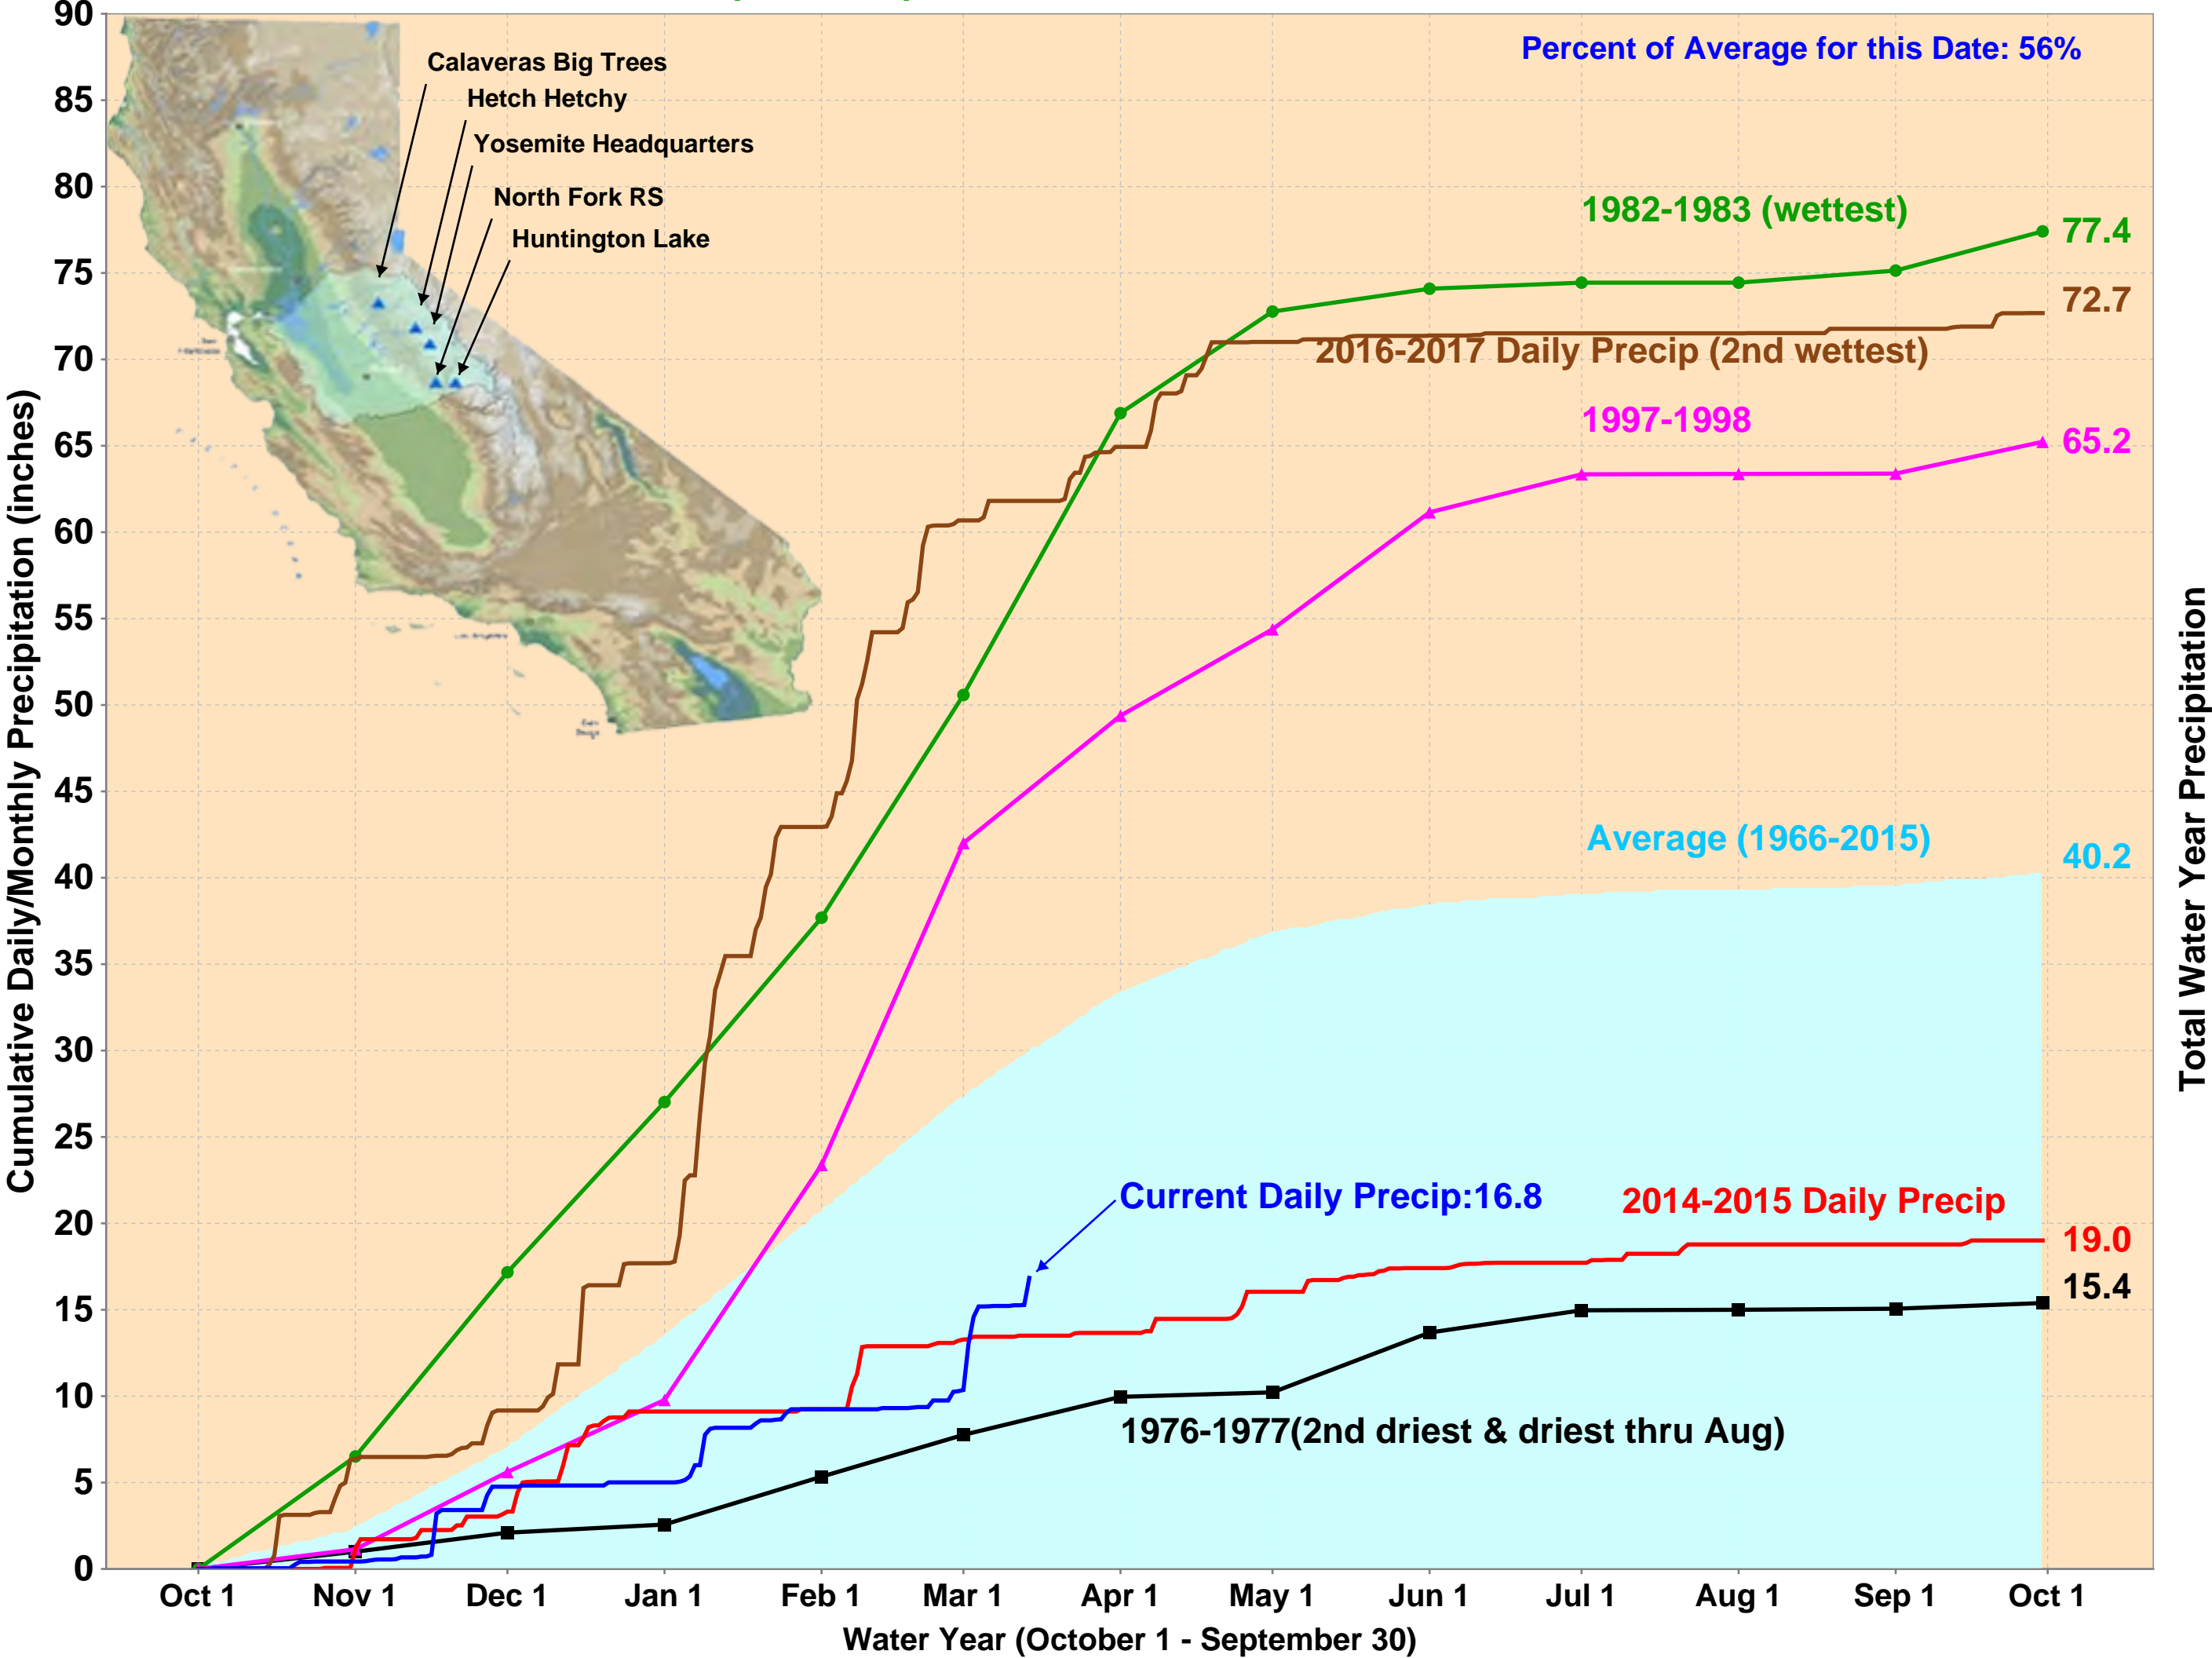 90
Percent of Average for this Date: 56%
Calaveras Big Trees
85
Hetch Hetchy
Yosemite Headquarters
80
North Fork RS
1982-1983 (wettest)
77.4
Huntington Lake
75
72.7
70
2016-2017 Daily Precip (2nd wettest)
1997-1998
65
65.2
60
55
50
45
Average (1966-2015)
40
40.2
35
30
25
20
Current Daily Precip:16.8
2014-2015 Daily Precip
19.0
15
15.4
10
1976-1977(2nd driest & driest thru Aug)
5
0
Cumulative Daily/Monthly Precipitation (inches)
Total Water Year Precipitation
Oct 1 Nov 1 Dec 1 Jan 1 Feb 1 Mar 1 Apr 1 May 1 Jun 1 Jul 1 Aug 1 Sep 1 Oct 1
Water Year (October 1 - September 30)